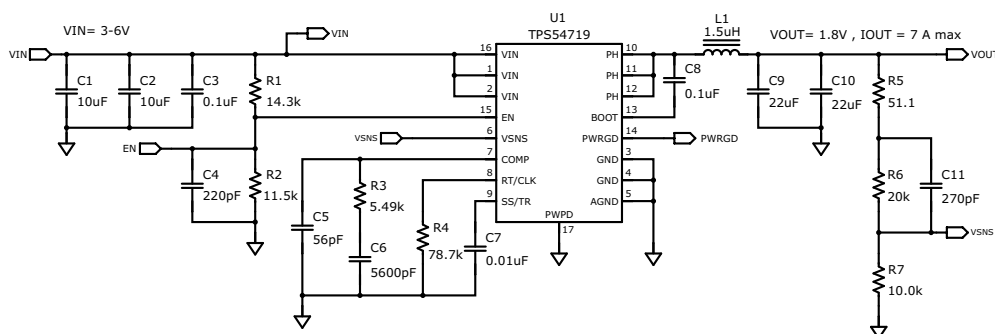 VIN= 3-6V
VIN
VIN
C1
10uF
C2
10uF
C3
0.1uF
R1
14.3k
EN
C4
220pF
R2
11.5k
VSNS
C5
56pF
R3
5.49k
C6
5600pF
R4
78.7k
C7
0.01uF
U1
TPS54719
16 VIN
1 VIN
2 VIN
15 EN
6 VSNS
7 COMP
8 RT/CLK
9 SS/TR
PH 10
PH 11
PH 12
BOOT 13
PWRGD 14
GND 3
GND 4
AGND 5
PWPD
17
PWRGD
C8
0.1uF
L1
1.5uH
VOUT= 1.8V , IOUT = 7 A max
VOUT
C9
22uF
C10
22uF
R5
51.1
R6
20k
C11
270pF
VSNS
R7
10.0k